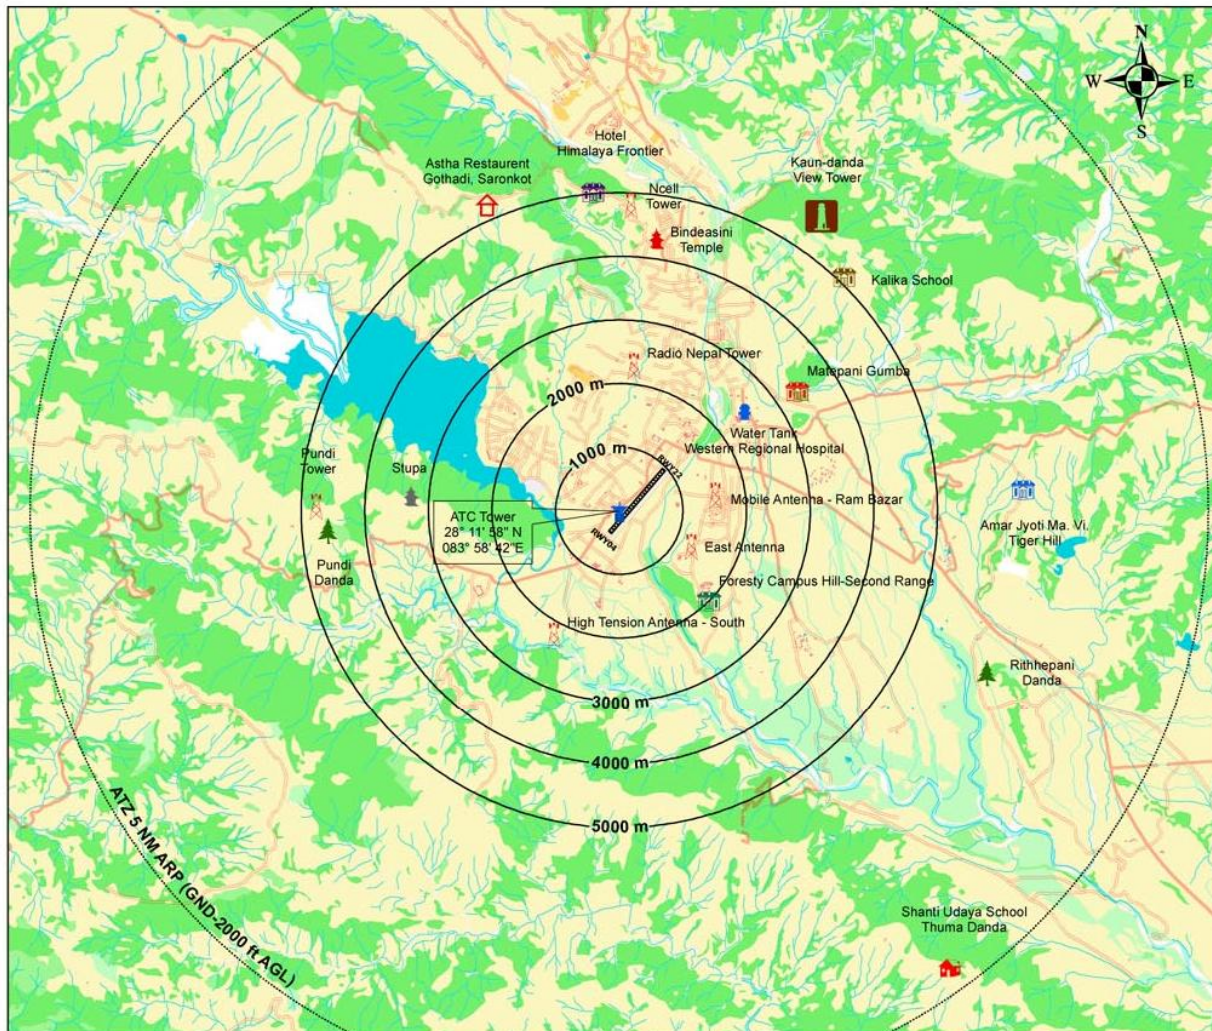 N
W
E
S
Hotel
Himalaya Frontier
Astha Restaurent
Gothadi, Saronkot
Kaun-danda
View Tower
Ncell
Tower
Bindeasini
Temple
Kalika School
Radio Nepal Tower
Matepani Gumba
2000 m
Water Tank
Western Regional Hospital
1000 m
Pundi
Tower
Stupa
RWY22
Mobile Antenna - Ram Bazar
ATC Tower
28° 11' 58" N
083° 58' 42"E
RWY04
Amar Jyoti Ma. Vi.
Tiger Hill
East Antenna
Pundi
Danda
Foresty Campus Hill-Second Range
High Tension Antenna - South
Rithhepani
Danda
3000 m
4000 m
5000 m
ATZ 5 NM ARP (GND-2000 ft AGL)
Shanti Udaya School
Thuma Danda